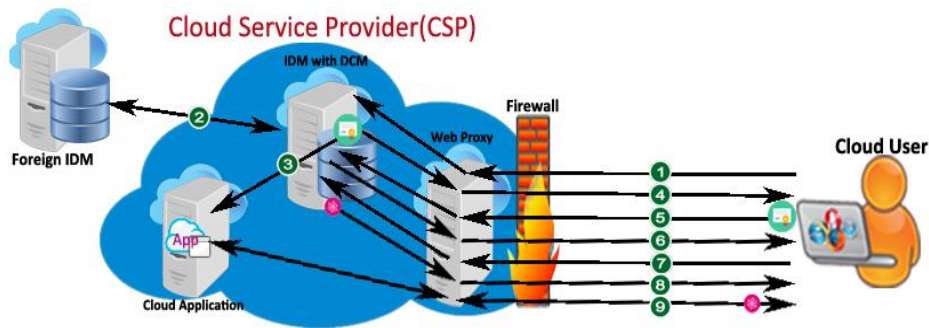 Cloud Service Provider(CSP)
IDM with DCM
Foreign IDM
2
3
Web Proxy
Firewall
Cloud User
1
4
5
6
7
8
9
App
Cloud Application